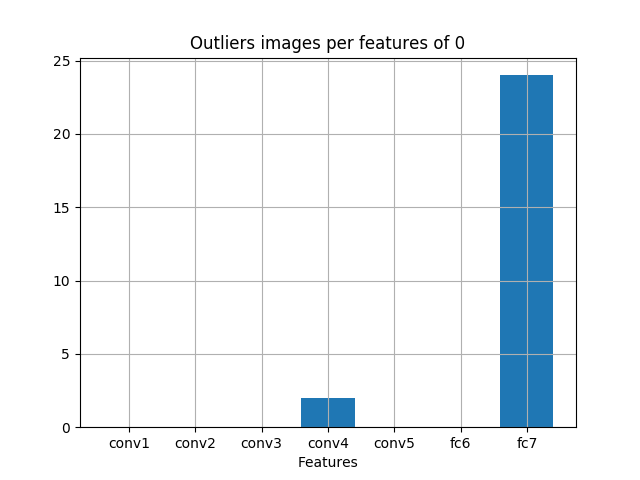 Outliers images per features of 0
25
20
15
10
5
0
conv1 conv2 conv3 conv4 conv5 fc6 fc7
Features